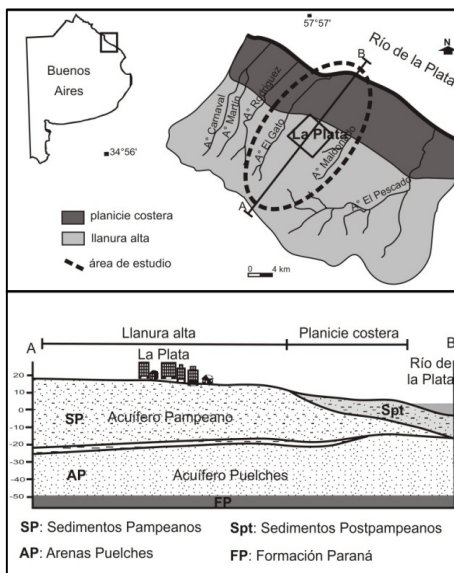 57°57'
Río de la Plata
N
B
Buenos
Aires
34°56'
A° Carnaval
A° Martín
A° Rodríguez
A° El Gato
La Plata
A° Maldonado
A° El Pescado
A
planicie costera
llanura alta
área de estudio
0 4 km
A Llanura alta Planicie costera B
La Plata
Río de
la Plata
20
10
0
-10
-20
-30
-40
-50
SP Acuífero Pampeano Spt
AP Acuífero Puelches
FP
SP: Sedimentos Pampeanos Spt: Sedimentos Postpampeanos
AP: Arenas Puelches FP: Formación Paraná